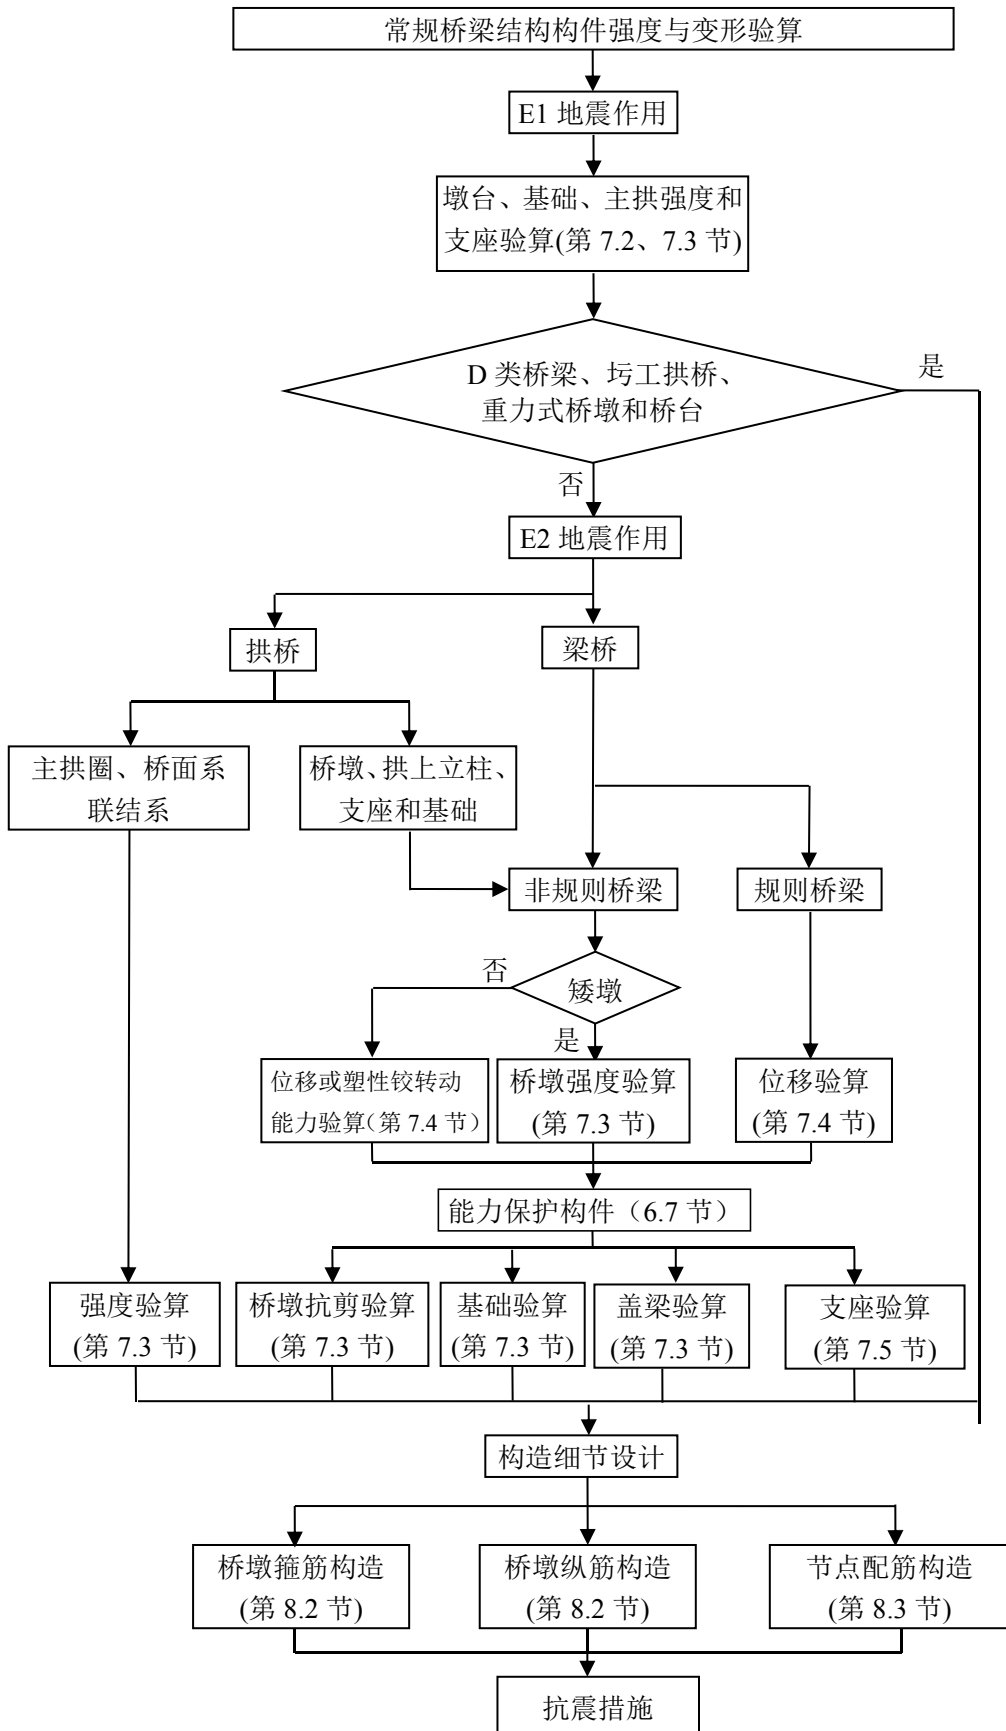 常规桥梁结构构件强度与变形验算
E1 地震作用
墩台、基础、主拱强度和
支座验算(第 7.2、7.3 节)
D 类桥梁、圬工拱桥、
重力式桥墩和桥台
是
否
E2 地震作用
拱桥
梁桥
主拱圈、桥面系
联结系
桥墩、拱上立柱、
支座和基础
非规则桥梁
规则桥梁
否
矮墩
是
位移或塑性铰转动
能力验算（第 7.4 节）
桥墩强度验算
(第 7.3 节)
位移验算
(第 7.4 节)
能力保护构件（6.7 节）
强度验算
(第 7.3 节)
桥墩抗剪验算
(第 7.3 节)
基础验算
(第 7.3 节)
盖梁验算
(第 7.3 节)
支座验算
(第 7.5 节)
构造细节设计
桥墩箍筋构造
(第 8.2 节)
桥墩纵筋构造
(第 8.2 节)
节点配筋构造
(第 8.3 节)
抗震措施